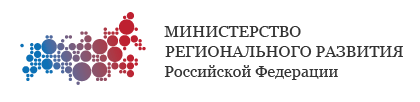 МИНИСТЕРСТВО
РЕГИОНАЛЬНОГО РАЗВИТИЯ
Российской Федерации